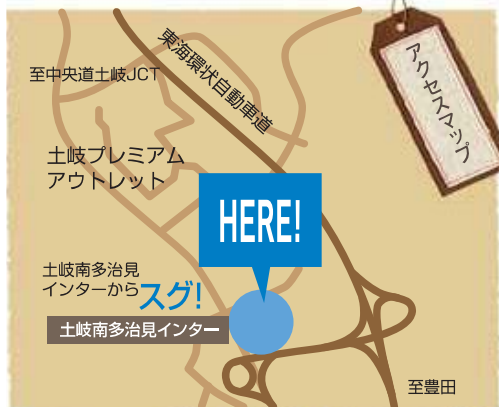 アクセスマップ
東海環状自動車道
至中央道土岐JCT
土岐プレミアム
アウトレット
HERE!
土岐南多治見
インターからスグ!
土岐南多治見インター
至豊田